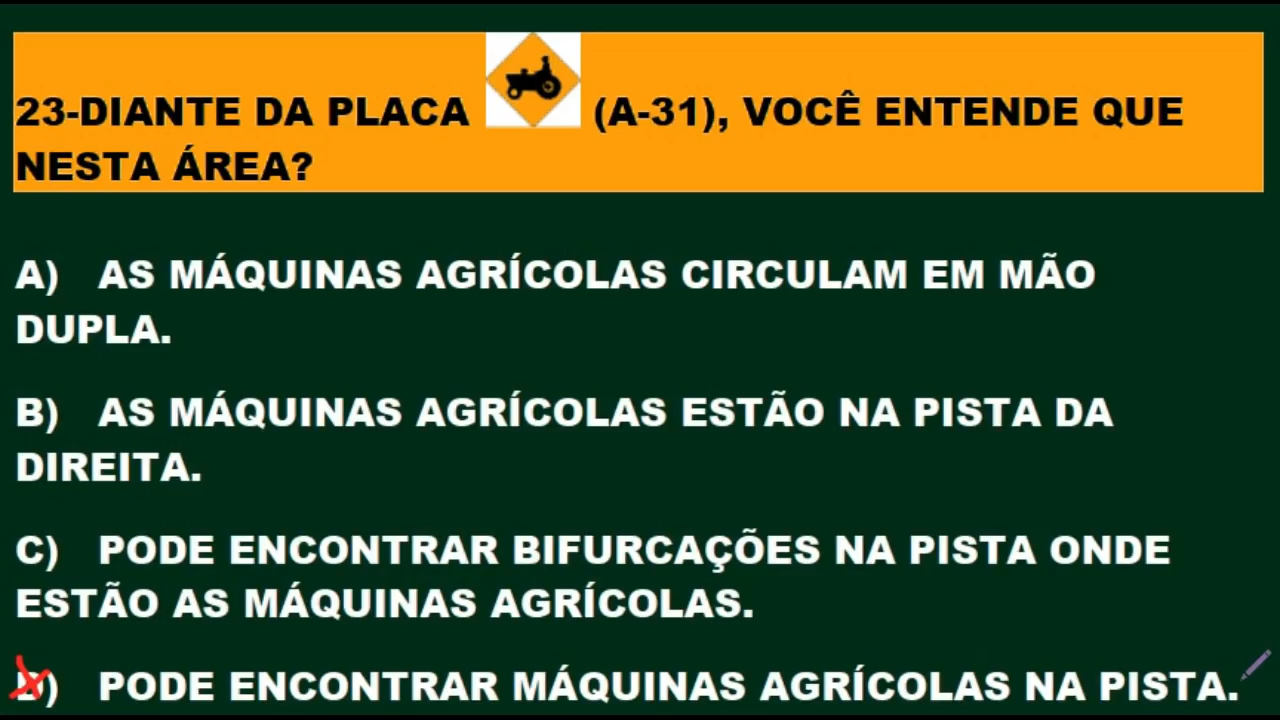 23-DIANTE DA PLACA (A-31), VOCÊ ENTENDE QUE
NESTA ÁREA?
A) AS MÁQUINAS AGRÍCOLAS CIRCULAM EM MÃO
DUPLA.
B) AS MÁQUINAS AGRÍCOLAS ESTÃO NA PISTA DA
DIREITA.
C) PODE ENCONTRAR BIFURCAÇÕES NA PISTA ONDE
ESTÃO AS MÁQUINAS AGRÍCOLAS.
D) PODE ENCONTRAR MÁQUINAS AGRÍCOLAS NA PISTA.